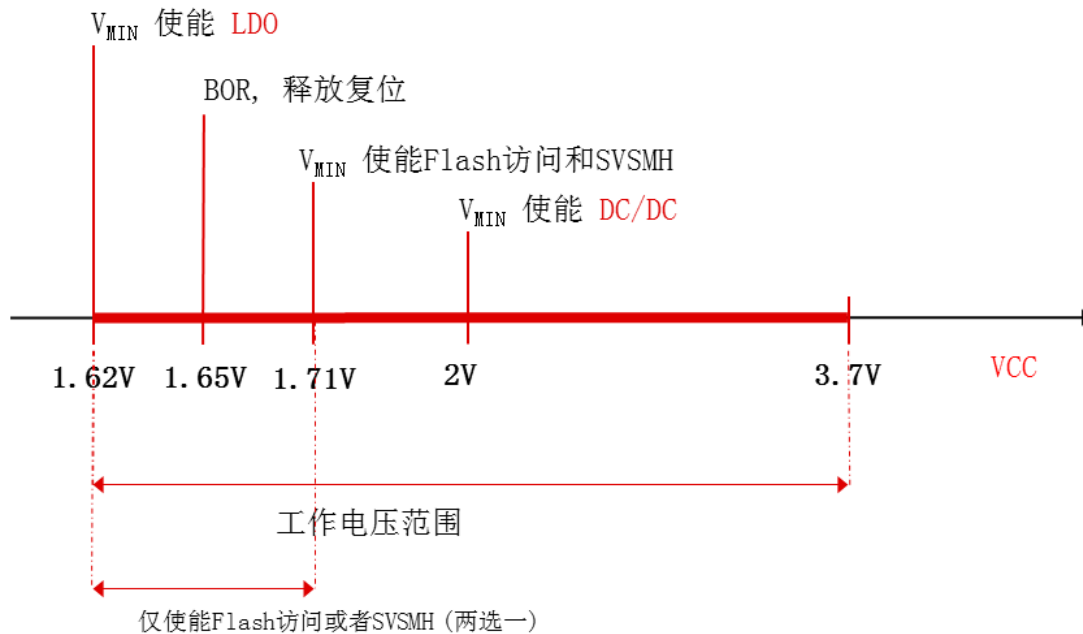 VMIN 使能 LDO
BOR, 释放复位
VMIN 使能Flash访问和SVSMH
VMIN 使能 DC/DC
1.62V 1.65V 1.71V 2V 3.7V VCC
工作电压范围
仅使能Flash访问或者SVSMH(两选一)